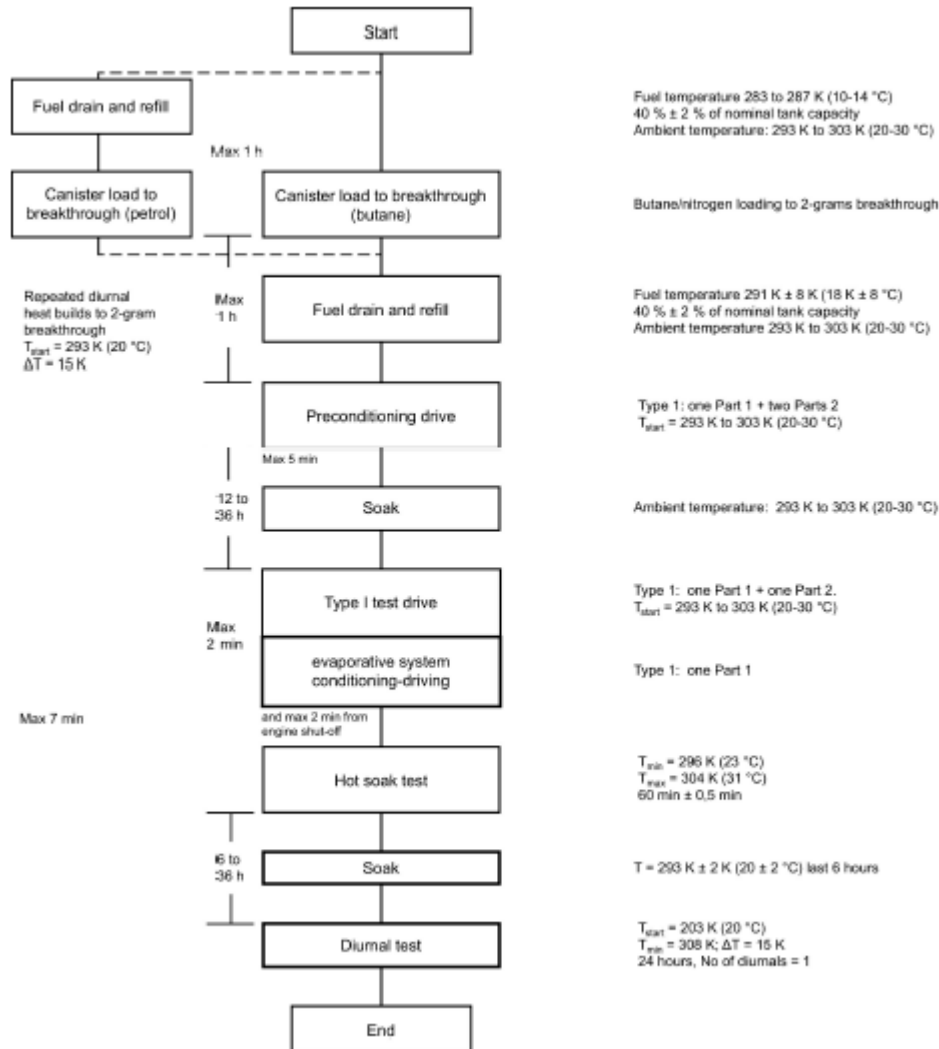 Start
Fuel drain and refill
Fuel temperature 283 to 287 K (10-14 °C)
40 % ± 2 % of nominal tank capacity
Ambient temperature: 293 K to 303 K (20-30 °C)
Max 1 h
Canister load to
breakthrough (petrol)
Canister load to breakthrough
(butane)
Butane/nitrogen loading to 2-grams breakthrough
Repeated diurnal
heat builds to 2-gram
breakthrough
Tstart = 293 K (20 °C)
ΔT = 15 K
Max
1 h
Fuel drain and refill
Fuel temperature 291 K ± 8 K (18 K ± 8 °C)
40 % ± 2 % of nominal tank capacity
Ambient temperature 293 K to 303 K (20-30 °C)
Preconditioning drive
Type 1: one Part 1 + two Parts 2
Tstart = 293 K to 303 K (20-30 °C)
Max 5 min
12 to
36 h
Soak
Ambient temperature: 293 K to 303 K (20-30 °C)
Type I test drive
Type 1: one Part 1 + one Part 2.
Tstart = 293 K to 303 K (20-30 °C)
Max
2 min
evaporative system
conditioning-driving
Type 1: one Part 1
Max 7 min
and max 2 min from
engine shut-off
Hot soak test
Tmin = 296 K (23 °C)
Tmax = 304 K (31 °C)
60 min ± 0,5 min
6 to
36 h
Soak
T = 293 K ± 2 K (20 ± 2 °C) last 6 hours
Diurnal test
Tstart = 203 K (20 °C)
Tmin = 308 K; ΔT = 15 K
24 hours, No of diurnals = 1
End